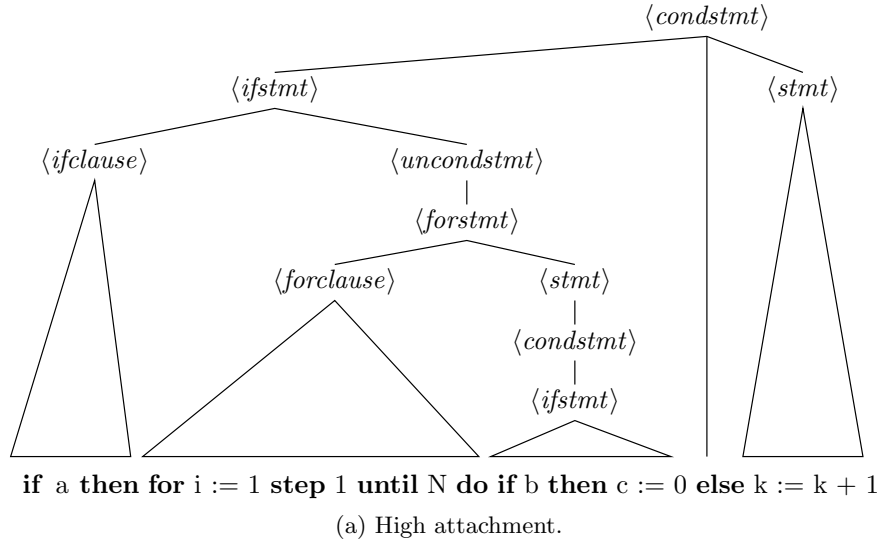 ⟨condstmt⟩
⟨ifstmt⟩ ⟨stmt⟩
⟨ifclause⟩ ⟨uncondstmt⟩
⟨forstmt⟩
⟨forclause⟩ ⟨stmt⟩
⟨condstmt⟩
⟨ifstmt⟩
if a then for i := 1 step 1 until N do if b then c := 0 else k := k + 1
(a) High attachment.